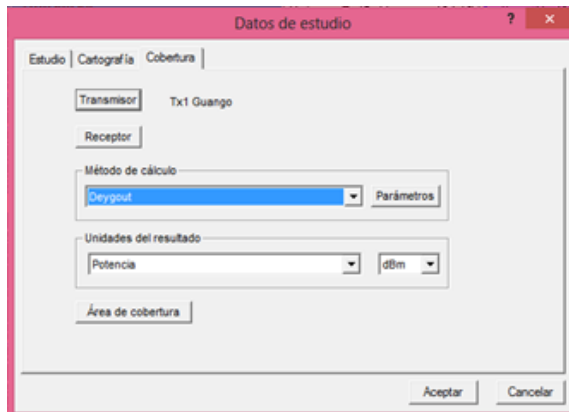 Datos de estudio
? ×
Estudio Cartografía Cobertura
Transmisor Tx1 Guango
Receptor
Método de cálculo
Deygout Parámetros
Unidades del resultado
Potencia dBm
Área de cobertura
Aceptar Cancelar